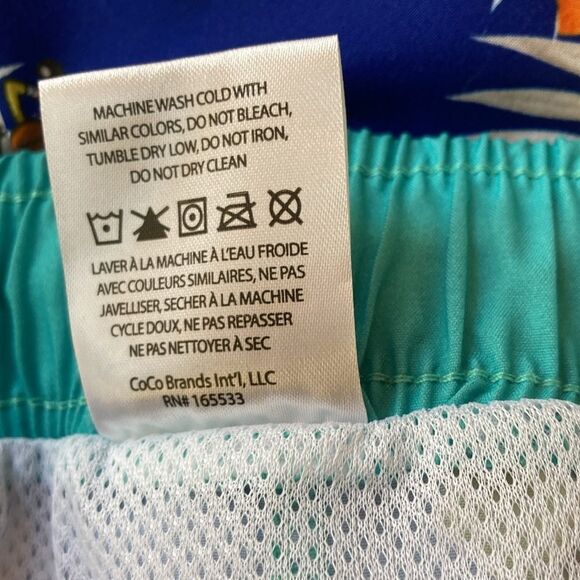 MACHINE WASH COLD WITH
SIMILAR COLORS, DO NOT BLEACH,
TUMBLE DRY LOW, DO NOT IRON,
DO NOT DRY CLEAN
LAVER À LA MACHINE À L'EAU FROIDE
AVEC COULEURS SIMILAIRES, NE PAS
JAVELLISER, SECHER À LA MACHINE
CYCLE DOUX, NE PAS REPASSER
NE PAS NETTOYER À SEC
CoCo Brands Int'l, LLC
RN# 165533